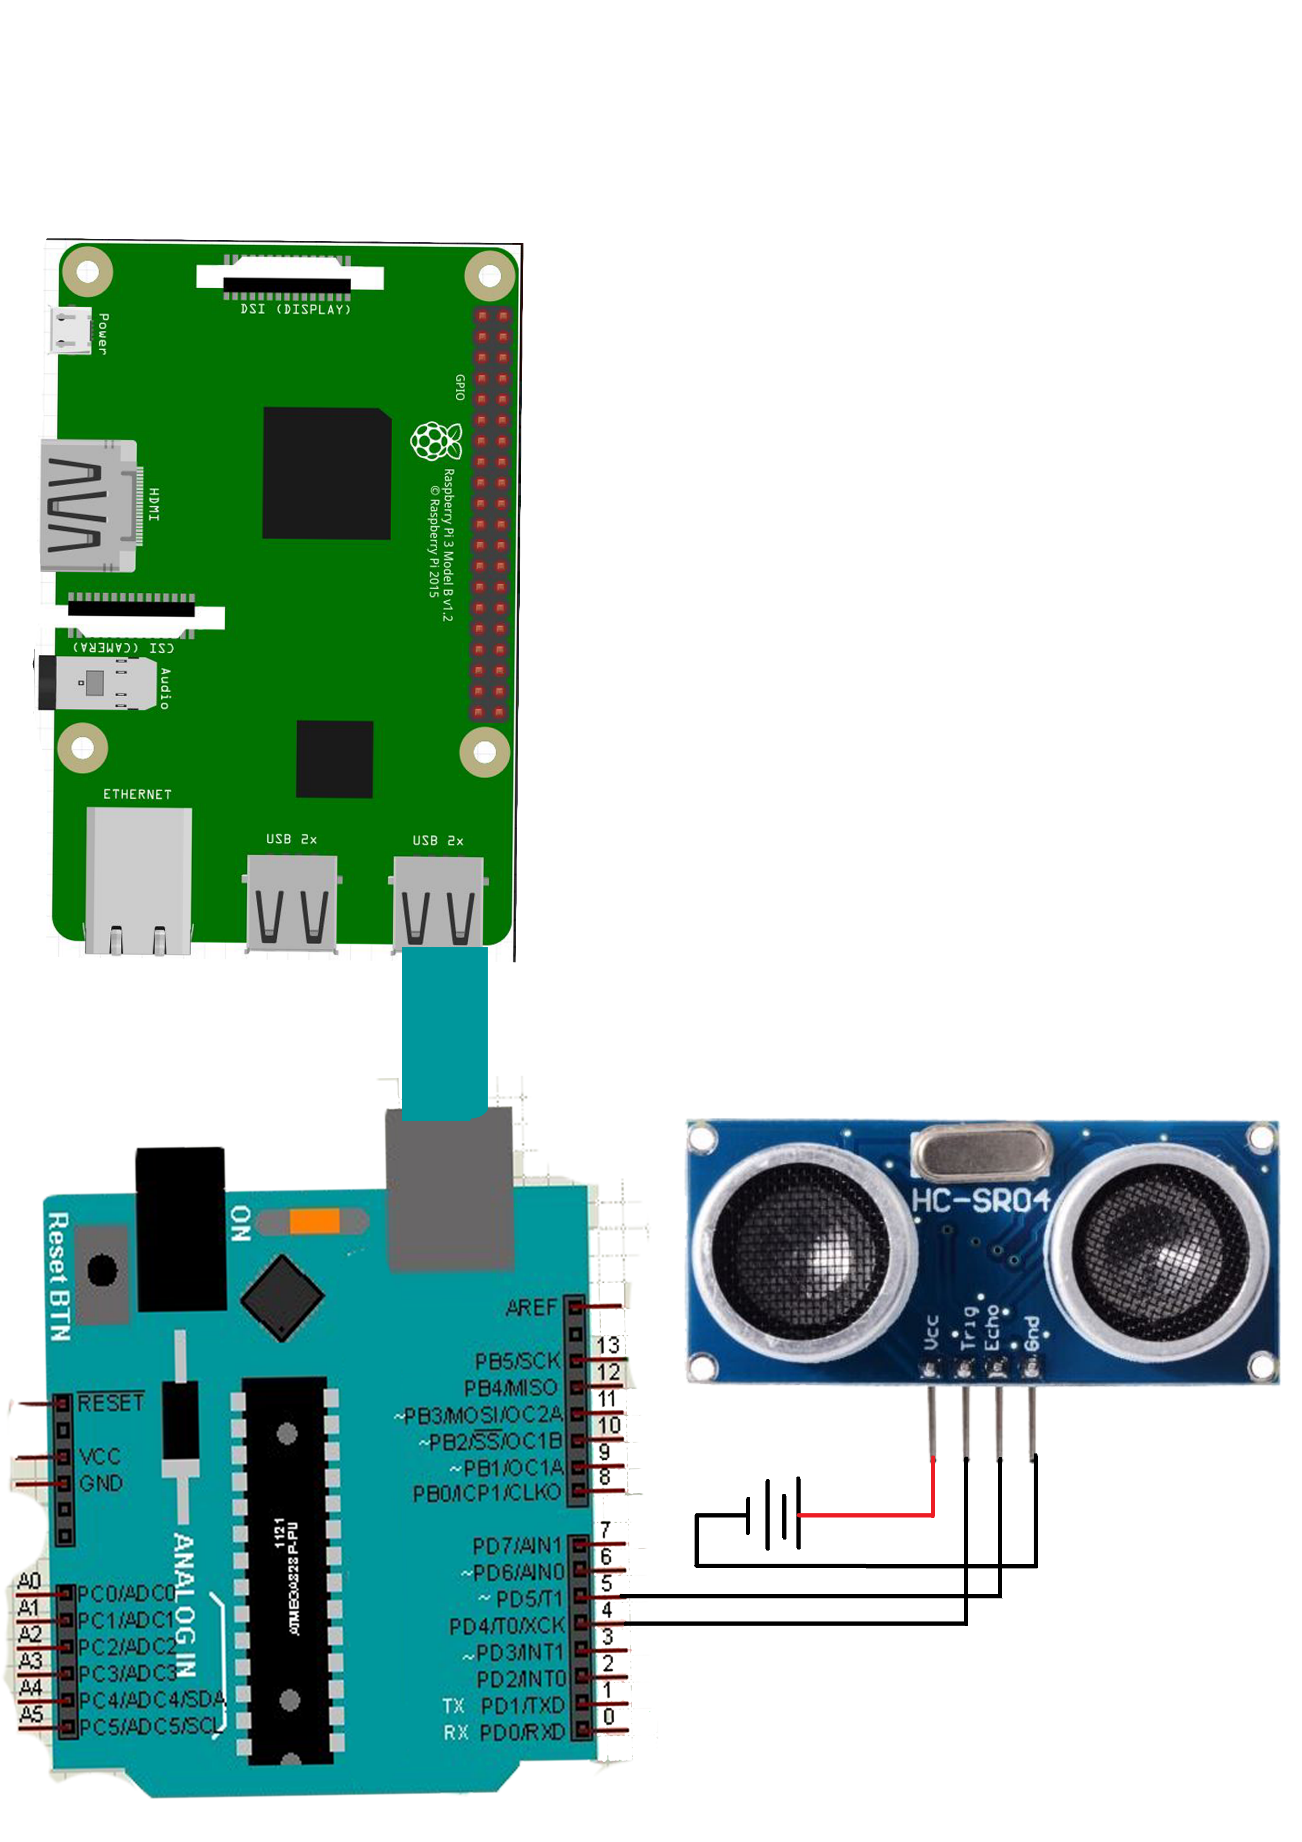 DSI (DISPLAY)
Power
GPIO
HDMI
Raspberry Pi 3 Model B v1.2
© Raspberry Pi 2015
CSI (CAMERA)
Audio
ETHERNET
USB 2x
USB 2x
Reset BTN
ON
HC-SR04
Vcc
Trig
Echo
Gnd
AREF
13
PB5/SCK
12
PB4/MISO
11
~PB3/MOSI/OC2A
10
~PB2/SS/OC1B
9
~PB1/OC1A
8
PB0/ICP1/CLKO
RESET
VCC
GND
ANALOG IN
1121
ATMEGA328P-PU
7
PD7/AIN1
6
~PD6/AIN0
5
~PD5/T1
4
PD4/T0/XCK
3
~PD3/INT1
2
PD2/INT0
1
TX PD1/TXD
0
RX PD0/RXD
A0
PC0/ADC0
A1
PC1/ADC1
A2
PC2/ADC2
A3
PC3/ADC3
A4
PC4/ADC4/SDA
A5
PC5/ADC5/SCL